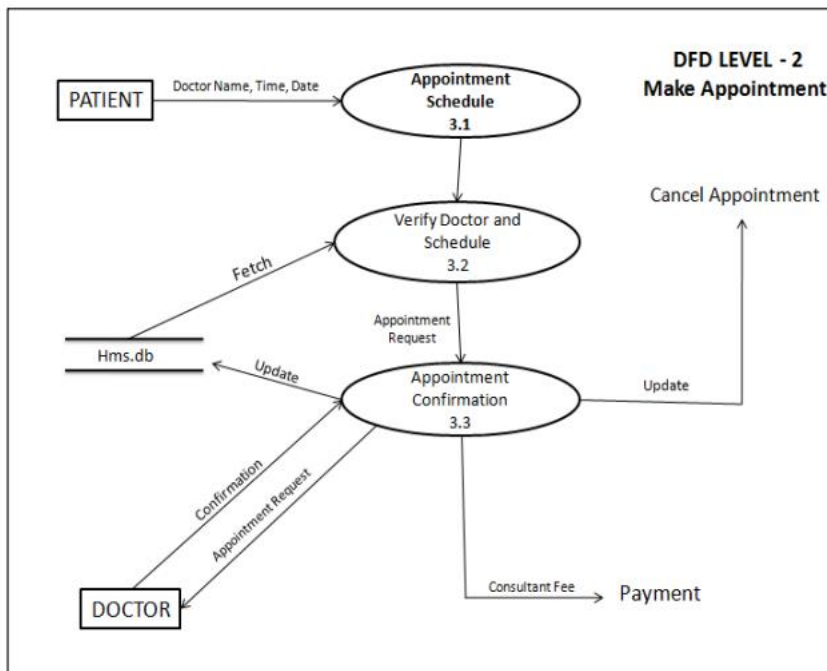 DFD LEVEL - 2
Make Appointment
PATIENT
Doctor Name, Time, Date
Appointment
Schedule
3.1
Cancel Appointment
Verify Doctor and
Schedule
3.2
Fetch
Appointment
Request
Hms.db
Update
Appointment
Confirmation
3.3
Update
Confirmation
Appointment Request
DOCTOR
Consultant Fee
Payment